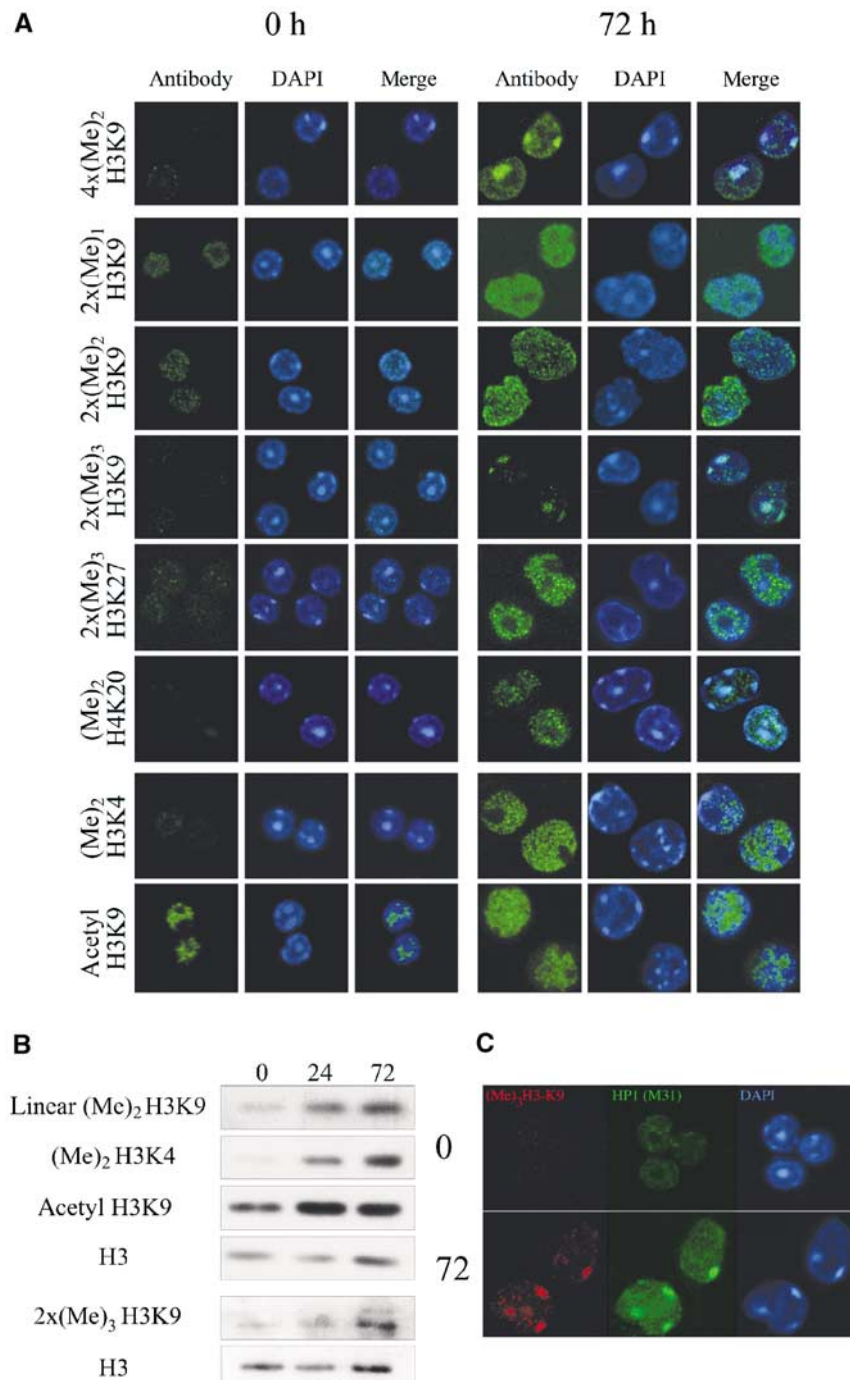 A
0 h 72 h
Antibody DAPI Merge Antibody DAPI Merge
4x(Me)₂
H3K9
2x(Me)₁
H3K9
2x(Me)₂
H3K9
2x(Me)₃
H3K9
2x(Me)₃
H3K27
(Me)₂
H4K20
(Me)₂
H3K4
Acetyl
H3K9
B
0 24 72
Linear (Me)₂ H3K9
(Me)₂ H3K4
Acetyl H3K9
H3
2x(Me)₃ H3K9
H3
C
(Me)₃H3-K9 HP1 (M31) DAPI
0
72